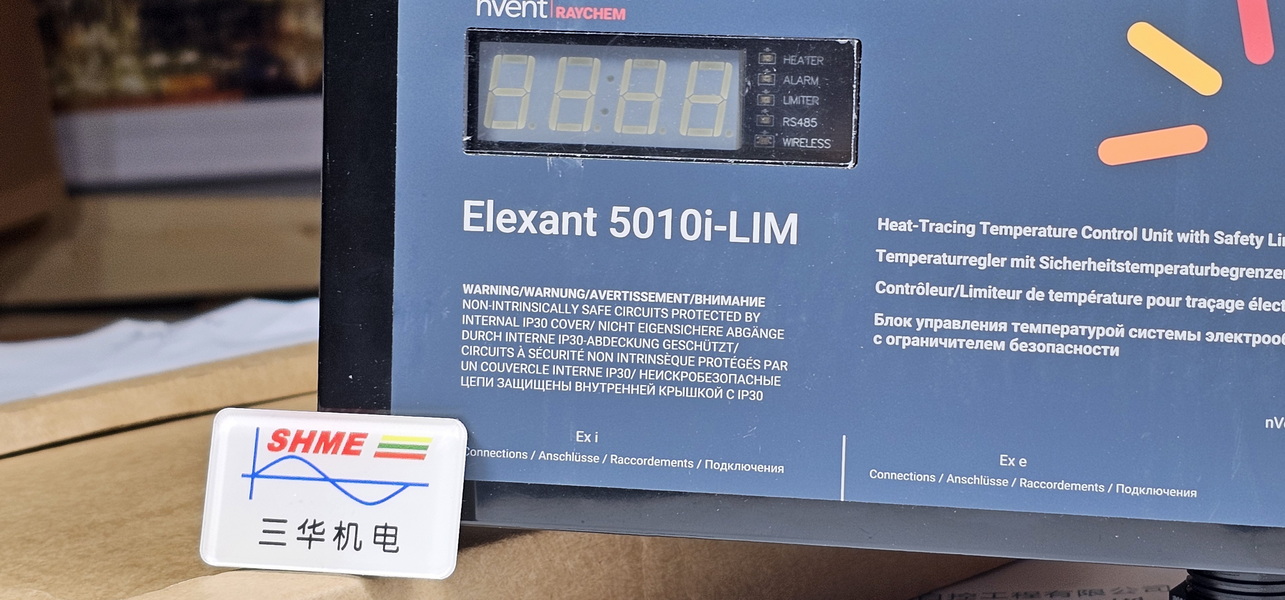 nvent RAYCHEM
HEATER
ALARM
LIMITER
RS485
WIRELESS
Elexant 5010i-LIM
Heat-Tracing Temperature Control Unit with Safety
Temperaturregler mit Sicherheitstemperaturbegrenze
Contrôleur/Limiteur de température pour traçage élect
Блок управления температурой системы электрооб
с ограничителем безопасности
WARNING/WARNUNG/AVERTISSEMENT/ВНИМАНИЕ
NON-INTRINSICALLY SAFE CIRCUITS PROTECTED BY
INTERNAL IP30 COVER/ NICHT EIGENSICHERE ABGÄNGE
DURCH INTERNE IP30-ABDECKUNG GESCHÜTZT/
CIRCUITS À SÉCURITÉ NON INTRINSÈQUE PROTÉGÉS PAR
UN COUVERCLE INTERNE IP30/ НЕИСКРОБЕЗОПАСНЫЕ
ЦЕПИ ЗАЩИЩЕНЫ ВНУТРЕННЕЙ КРЫШКОЙ С IP30
Ex i
Connections / Anschlüsse / Raccordements / Подключения
Ex e
Connections / Anschlüsse / Raccordements / Подключения
SHME
三华机电